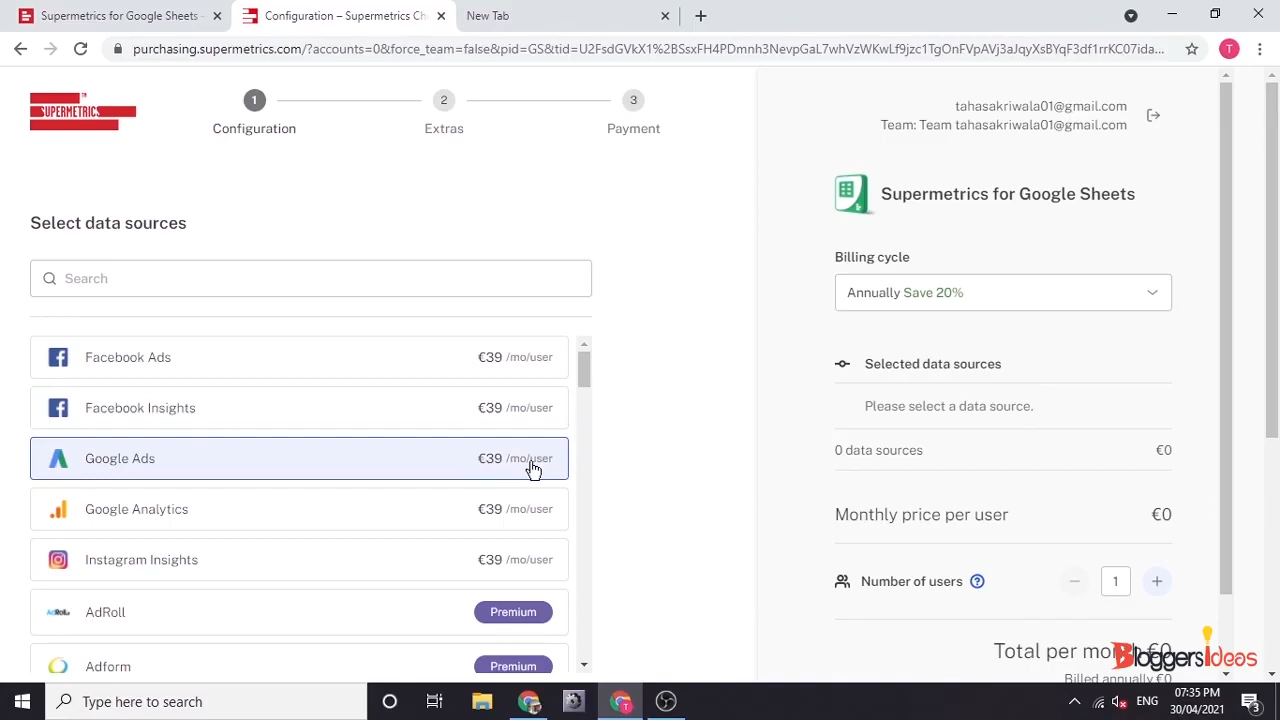 Supermetrics for Google Sheets
Configuration – Supermetrics Che
New Tab
purchasing.supermetrics.com/?accounts=0&force_team=false&pid=GS&tid=
T
SUPERMETRICS™
1
2
3
Configuration
Extras
Payment
tahasakriwala01@gmail.com
Team: Team tahasakriwala01@gmail.com
Supermetrics for Google Sheets
Select data sources
Search
Billing cycle
Annually Save 20%
Facebook Ads €39 /mo/user
Facebook Insights €39 /mo/user
Google Ads €39 /mo/user
Google Analytics €39 /mo/user
Instagram Insights €39 /mo/user
AdRoll Premium
Adform Premium
Selected data sources
Please select a data source.
0 data sources €0
Monthly price per user €0
Number of users ? − 1 +
Total per month €0
Billed annually €0
BloggersIdeas
Type here to search
T
ENG
07:35 PM
30/04/2021
3